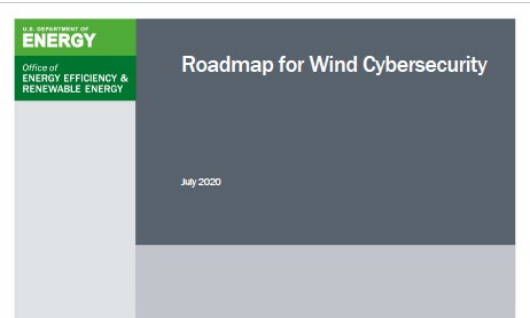 U.S. DEPARTMENT OF
ENERGY
Office of
ENERGY EFFICIENCY &
RENEWABLE ENERGY
Roadmap for Wind Cybersecurity
July 2020